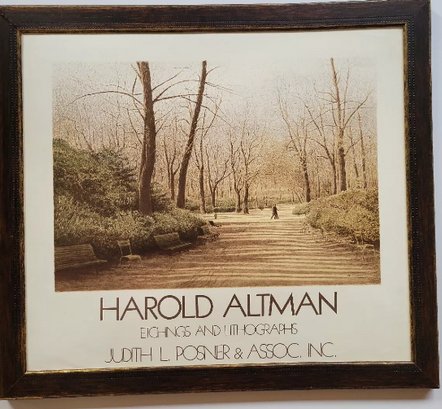 HAROLD ALTMAN
ETCHINGS AND LITHOGRAPHS
JUDITH L. POSNER & ASSOC. INC.